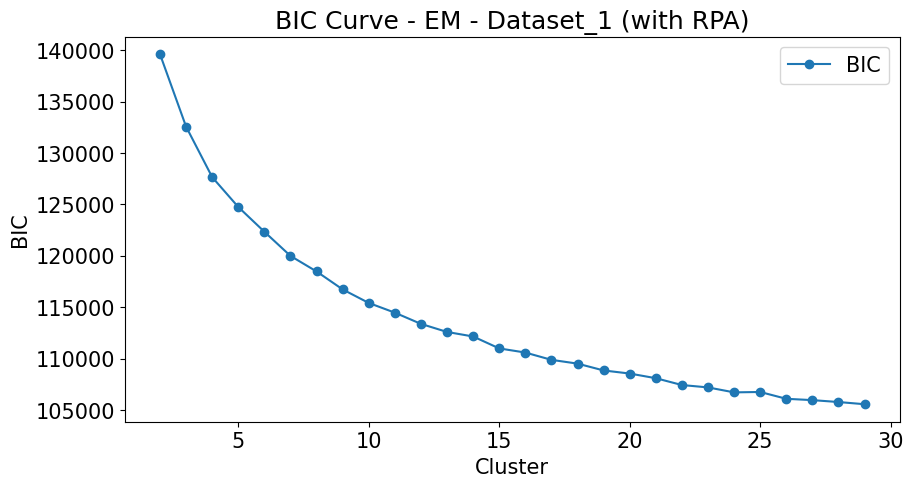 BIC Curve - EM - Dataset_1 (with RPA)
BIC
140000
135000
130000
125000
120000
115000
110000
105000
BIC
5 10 15 20 25 30
Cluster